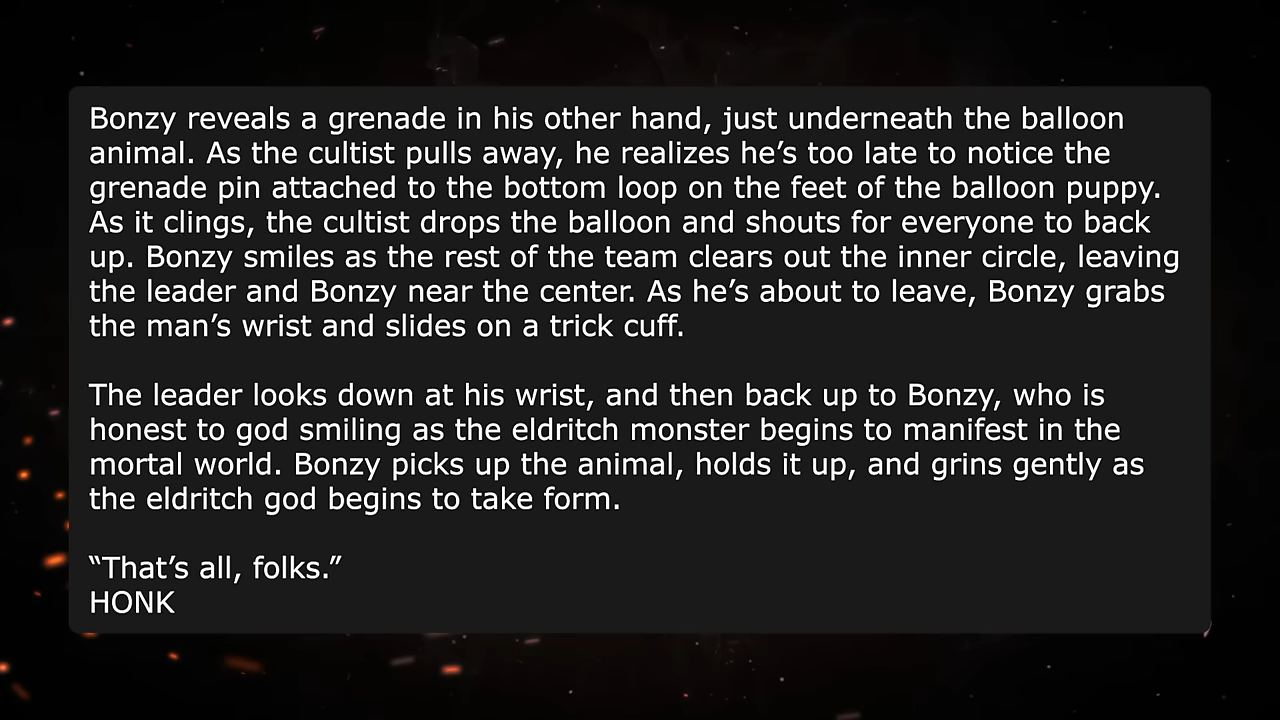 Bonzy reveals a grenade in his other hand, just underneath the balloon
animal. As the cultist pulls away, he realizes he’s too late to notice the
grenade pin attached to the bottom loop on the feet of the balloon puppy.
As it clings, the cultist drops the balloon and shouts for everyone to back
up. Bonzy smiles as the rest of the team clears out the inner circle, leaving
the leader and Bonzy near the center. As he’s about to leave, Bonzy grabs
the man’s wrist and slides on a trick cuff.
The leader looks down at his wrist, and then back up to Bonzy, who is
honest to god smiling as the eldritch monster begins to manifest in the
mortal world. Bonzy picks up the animal, holds it up, and grins gently as
the eldritch god begins to take form.
“That’s all, folks.”
HONK